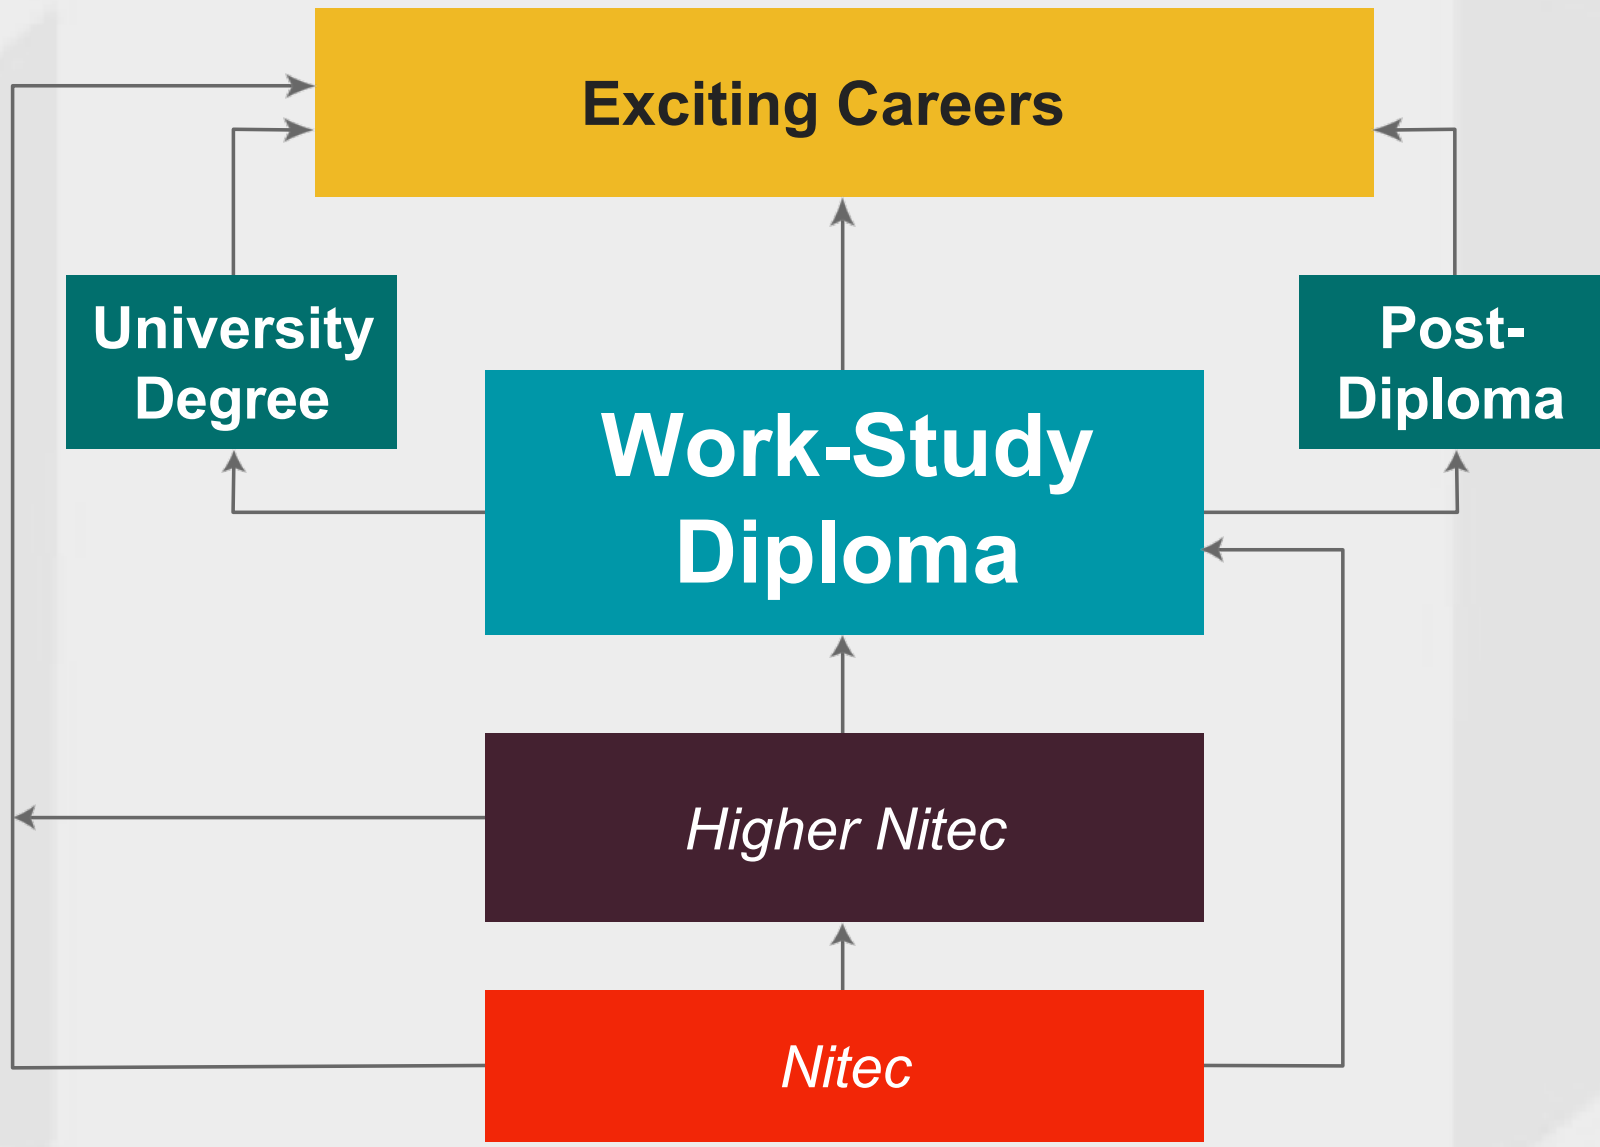 Exciting Careers
University
Degree
Post-
Diploma
Work-Study
Diploma
Higher Nitec
Nitec